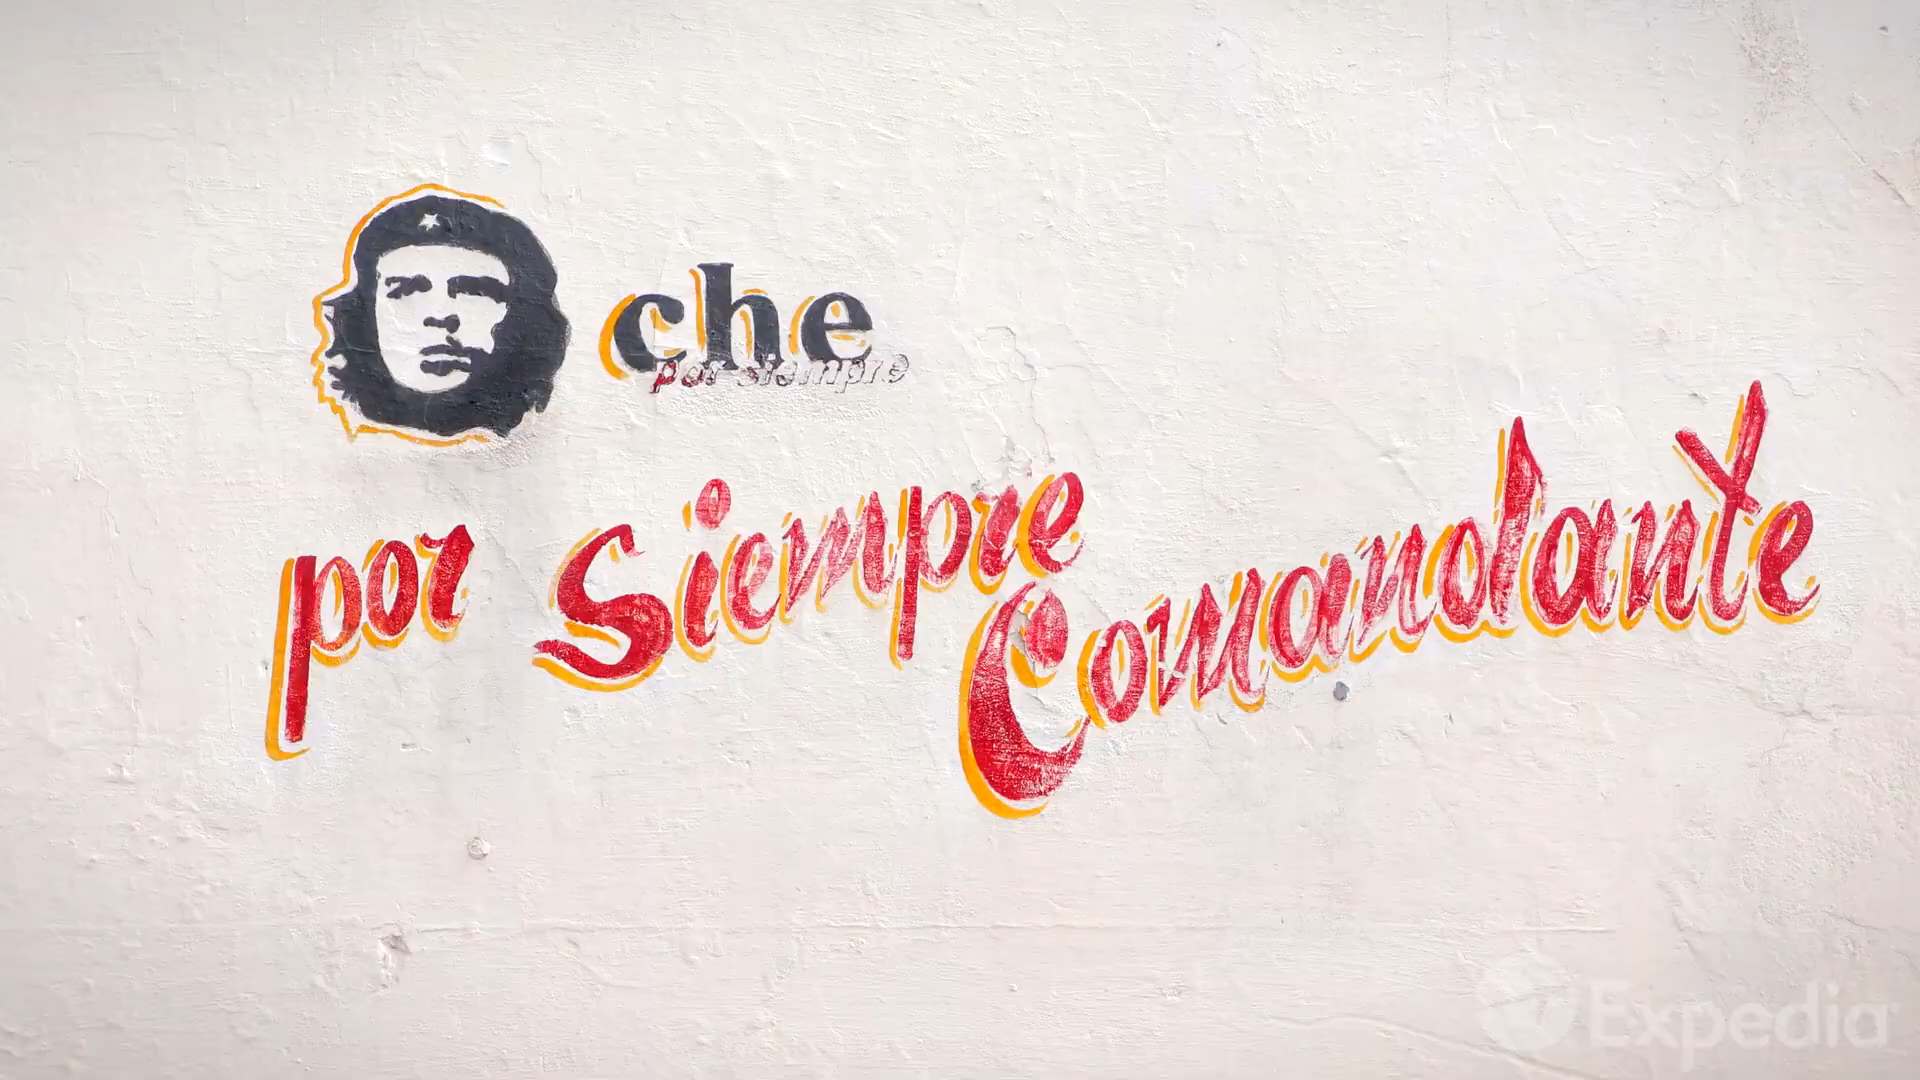 che
por siempre
por Siempre
Comandante
Expedia